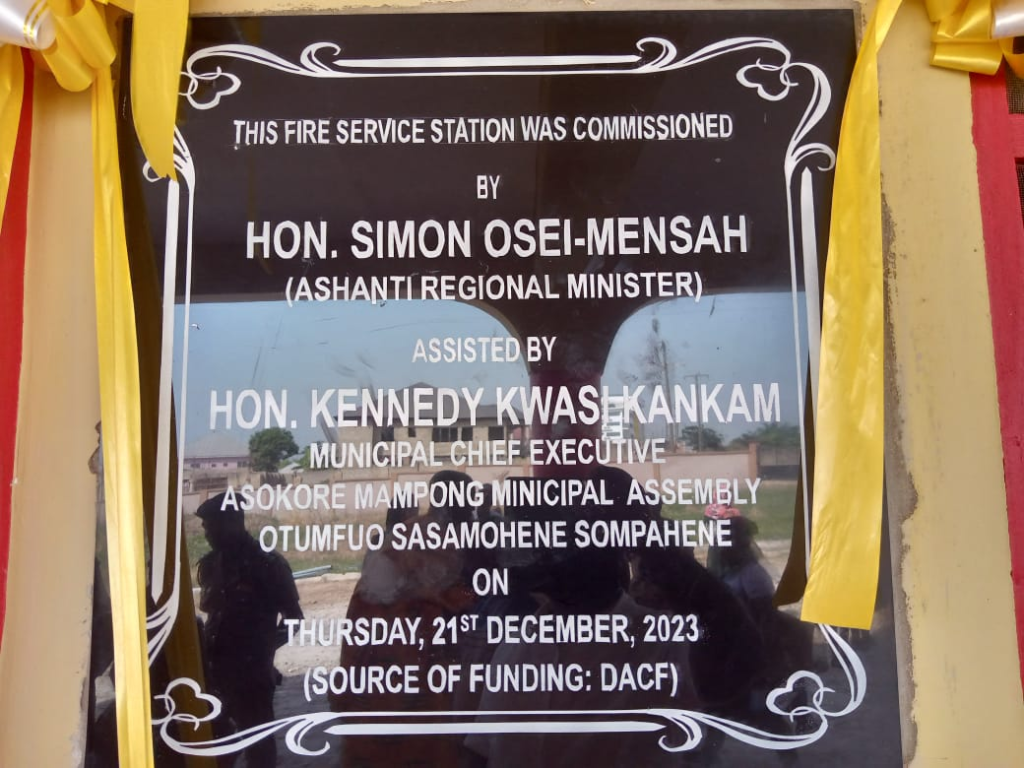 THIS FIRE SERVICE STATION WAS COMMISSIONED
BY
HON. SIMON OSEI-MENSAH
(ASHANTI REGIONAL MINISTER)
ASSISTED BY
HON. KENNEDY KWASI KANKAM
MUNICIPAL CHIEF EXECUTIVE
ASOKORE MAMPONG MINICIPAL ASSEMBLY
OTUMFUO SASAMOHENE SOMPAHENE
ON
THURSDAY, 21ST DECEMBER, 2023
(SOURCE OF FUNDING: DACF)